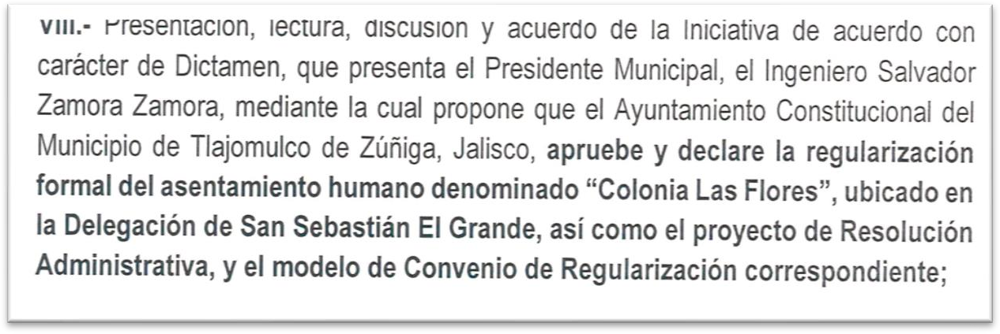 VIII.- Presentación, lectura, discusión y acuerdo de la Iniciativa de acuerdo con
carácter de Dictamen, que presenta el Presidente Municipal, el Ingeniero Salvador
Zamora Zamora, mediante la cual propone que el Ayuntamiento Constitucional del
Municipio de Tlajomulco de Zúñiga, Jalisco, apruebe y declare la regularización
formal del asentamiento humano denominado “Colonia Las Flores”, ubicado en
la Delegación de San Sebastián El Grande, así como el proyecto de Resolución
Administrativa, y el modelo de Convenio de Regularización correspondiente;